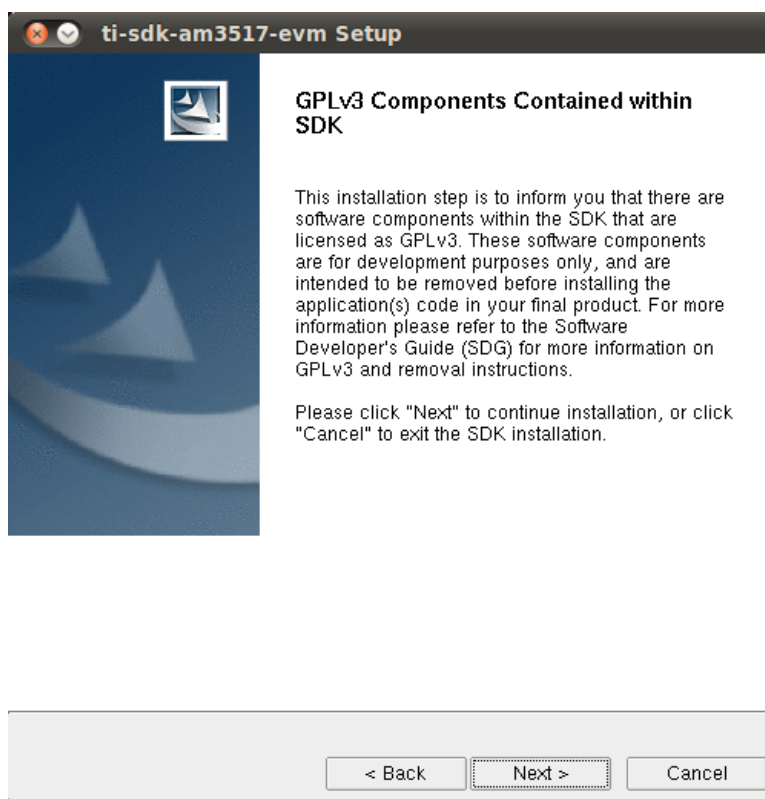 ti-sdk-am3517-evm Setup
GPLv3 Components Contained within
SDK
This installation step is to inform you that there are
software components within the SDK that are
licensed as GPLv3. These software components
are for development purposes only, and are
intended to be removed before installing the
application(s) code in your final product. For more
information please refer to the Software
Developer's Guide (SDG) for more information on
GPLv3 and removal instructions.
Please click "Next" to continue installation, or click
"Cancel" to exit the SDK installation.
< Back
Next >
Cancel